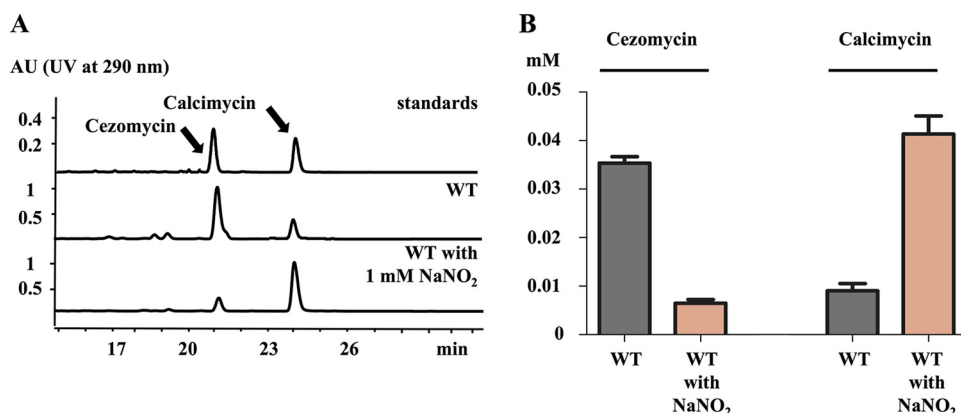 A
AU (UV at 290 nm)
Calcimycin
standards
Cezomycin
0.4
0.2
WT
1
0.5
WT with
1 mM NaNO₂
1
0.5
17 20 23 26 min
B
Cezomycin Calcimycin
mM
0.05
0.04
0.03
0.02
0.01
0
WT WT WT WT
with with
NaNO₂ NaNO₂